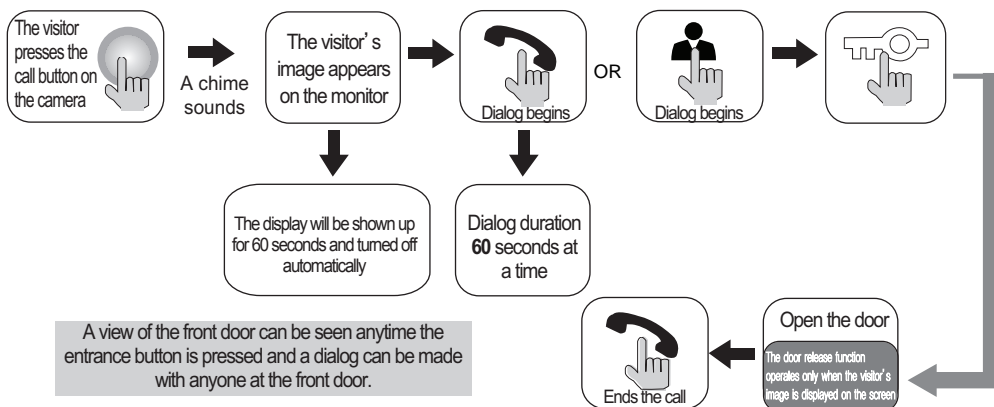 The visitor
presses the
call button on
the camera
A chime
sounds
The visitor's
image appears
on the monitor
Dialog begins
OR
Dialog begins
The display will be shown up
for 60 seconds and turned off
automatically
Dialog duration
60 seconds at
a time
A view of the front door can be seen anytime the
entrance button is pressed and a dialog can be made
with anyone at the front door.
Open the door
The door release function
operates only when the visitor's
image is displayed on the screen
Ends the call